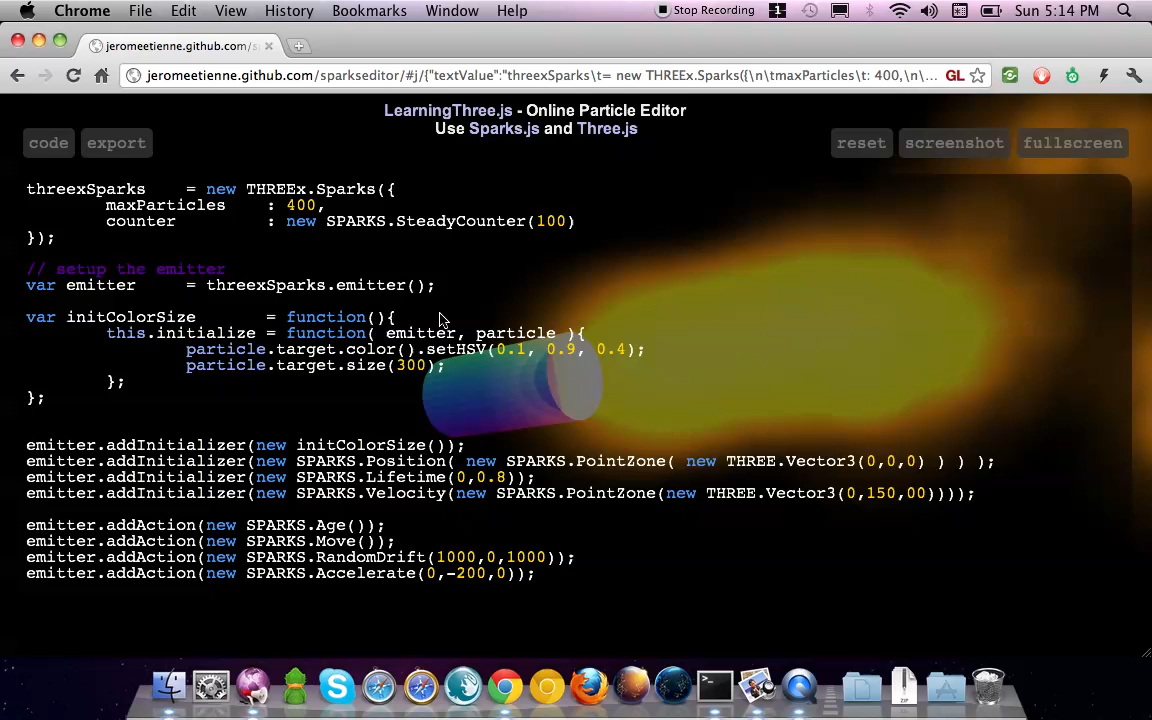 Chrome File Edit View History Bookmarks Window Help Stop Recording 1 Sun 5:14 PM
jeromeetienne.github.com/s
jeromeetienne.github.com/sparkseditor/#j/{"textValue":"threexSparks\t= new THREEx.Sparks({\n\tmaxParticles\t: 400,\n\... GL
LearningThree.js - Online Particle Editor
Use Sparks.js and Three.js
code export reset screenshot fullscreen
threexSparks = new THREEx.Sparks({
maxParticles : 400,
counter : new SPARKS.SteadyCounter(100)
});
// setup the emitter
var emitter = threexSparks.emitter();
var initColorSize = function(){
this.initialize = function( emitter, particle ){
particle.target.color().setHSV(0.1, 0.9, 0.4);
particle.target.size(300);
};
};
emitter.addInitializer(new initColorSize());
emitter.addInitializer(new SPARKS.Position( new SPARKS.PointZone( new THREE.Vector3(0,0,0) ) ) );
emitter.addInitializer(new SPARKS.Lifetime(0,0.8));
emitter.addInitializer(new SPARKS.Velocity(new SPARKS.PointZone(new THREE.Vector3(0,150,00))));
emitter.addAction(new SPARKS.Age());
emitter.addAction(new SPARKS.Move());
emitter.addAction(new SPARKS.RandomDrift(1000,0,1000));
emitter.addAction(new SPARKS.Accelerate(0,-200,0));
ZIP